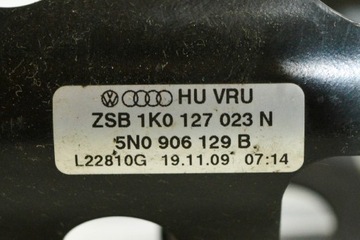 HU VRU
ZSB 1K0 127 023 N
5N0 906 129 B
L22810G 19.11.09 07:14